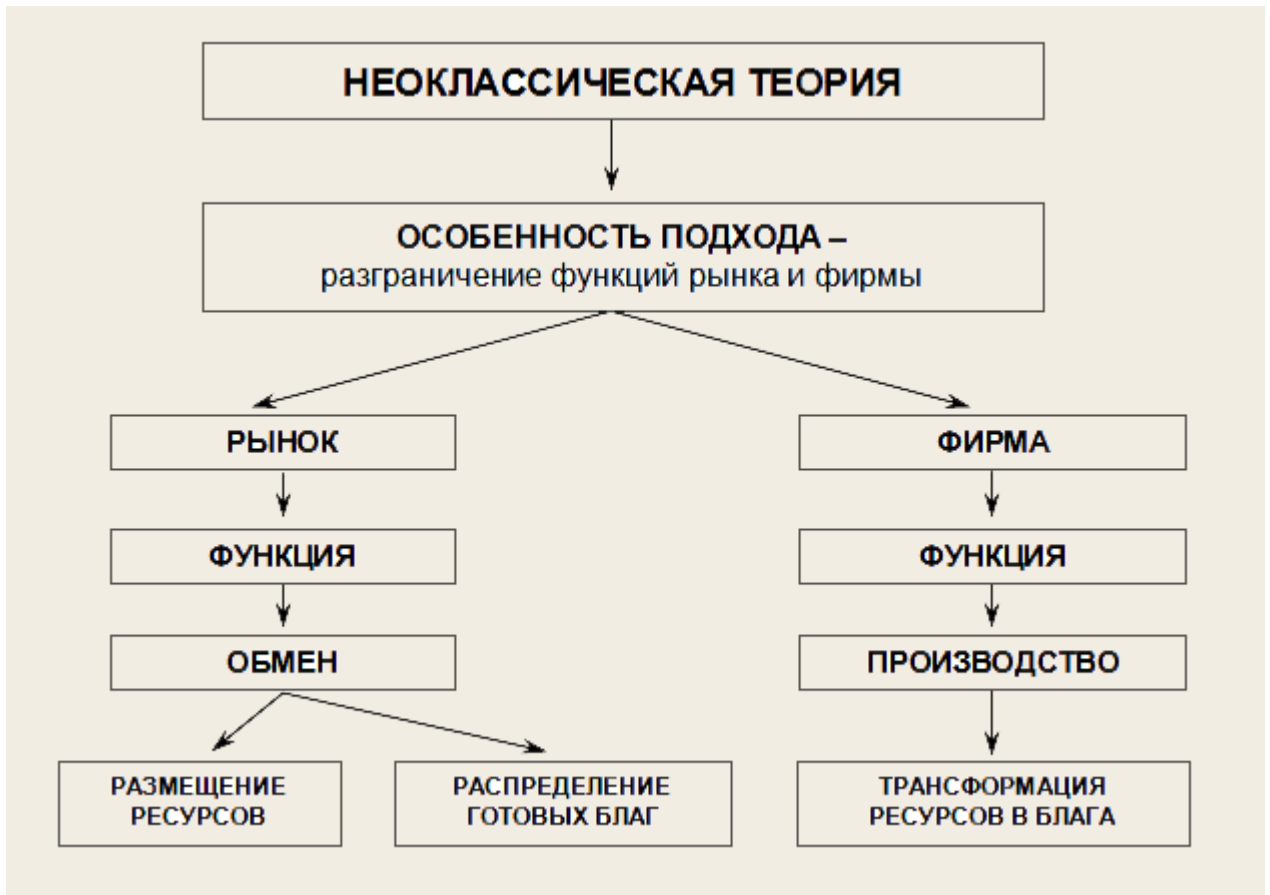 НЕОКЛАССИЧЕСКАЯ ТЕОРИЯ
ОСОБЕННОСТЬ ПОДХОДА –
разграничение функций рынка и фирмы
РЫНОК
ФИРМА
ФУНКЦИЯ
ФУНКЦИЯ
ОБМЕН
ПРОИЗВОДСТВО
РАЗМЕЩЕНИЕ
РЕСУРСОВ
РАСПРЕДЕЛЕНИЕ
ГОТОВЫХ БЛАГ
ТРАНСФОРМАЦИЯ
РЕСУРСОВ В БЛАГА